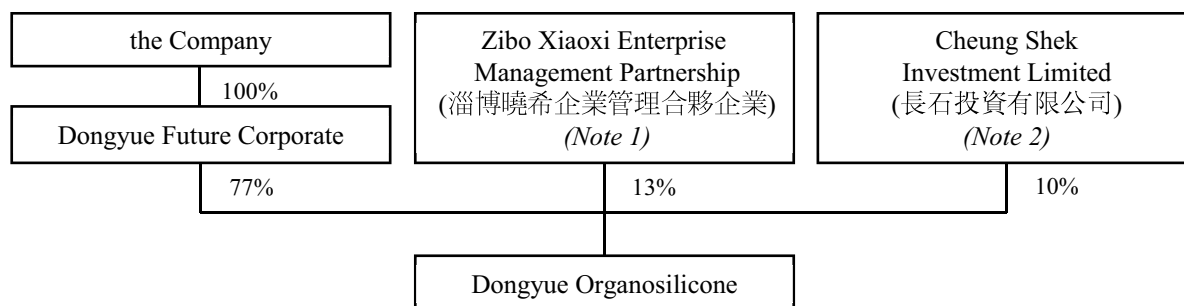 the Company
100%
Dongyue Future Corporate
77%
Zibo Xiaoxi Enterprise
Management Partnership
(淄博曉希企業管理合夥企業)
(Note 1)
13%
Cheung Shek
Investment Limited
(長石投資有限公司)
(Note 2)
10%
Dongyue Organosilicone